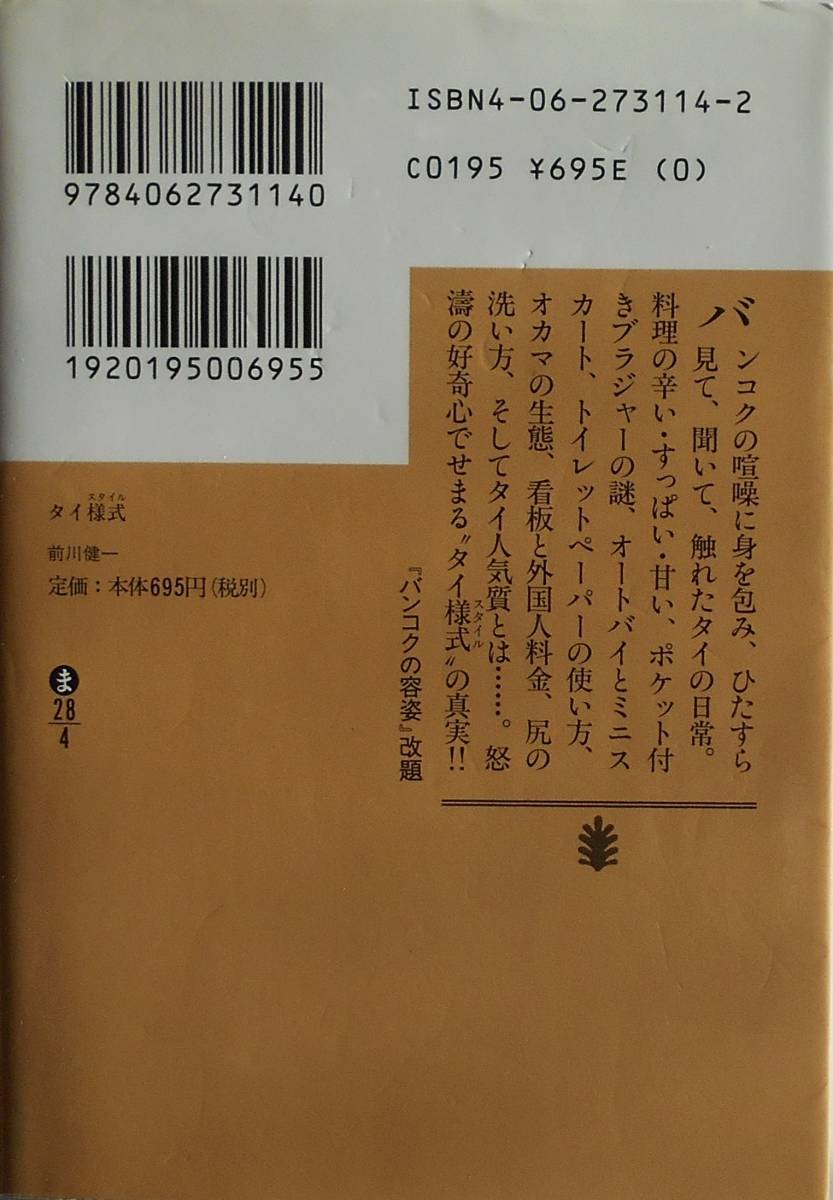 9784062731140
ISBN4-06-273114-2
C0195 ¥695E (0)
1920195006955
バンコクの喧噪に身を包み、ひたすら
見て、聞いて、触れたタイの日常。
料理の辛い・すっぱい・甘い、ポケット付
きブラジャーの謎、オートバイとミニス
カート、トイレットペーパーの使い方、
オカマの生態、看板と外国人料金、尻の
洗い方、そしてタイ人気質とは……。怒
濤の好奇心でせまる〝タイ様式〟の真実!!
スタイル
『バンコクの容姿』改題
スタイル
タイ様式
前川健一
定価：本体695円（税別）
ま
28
4